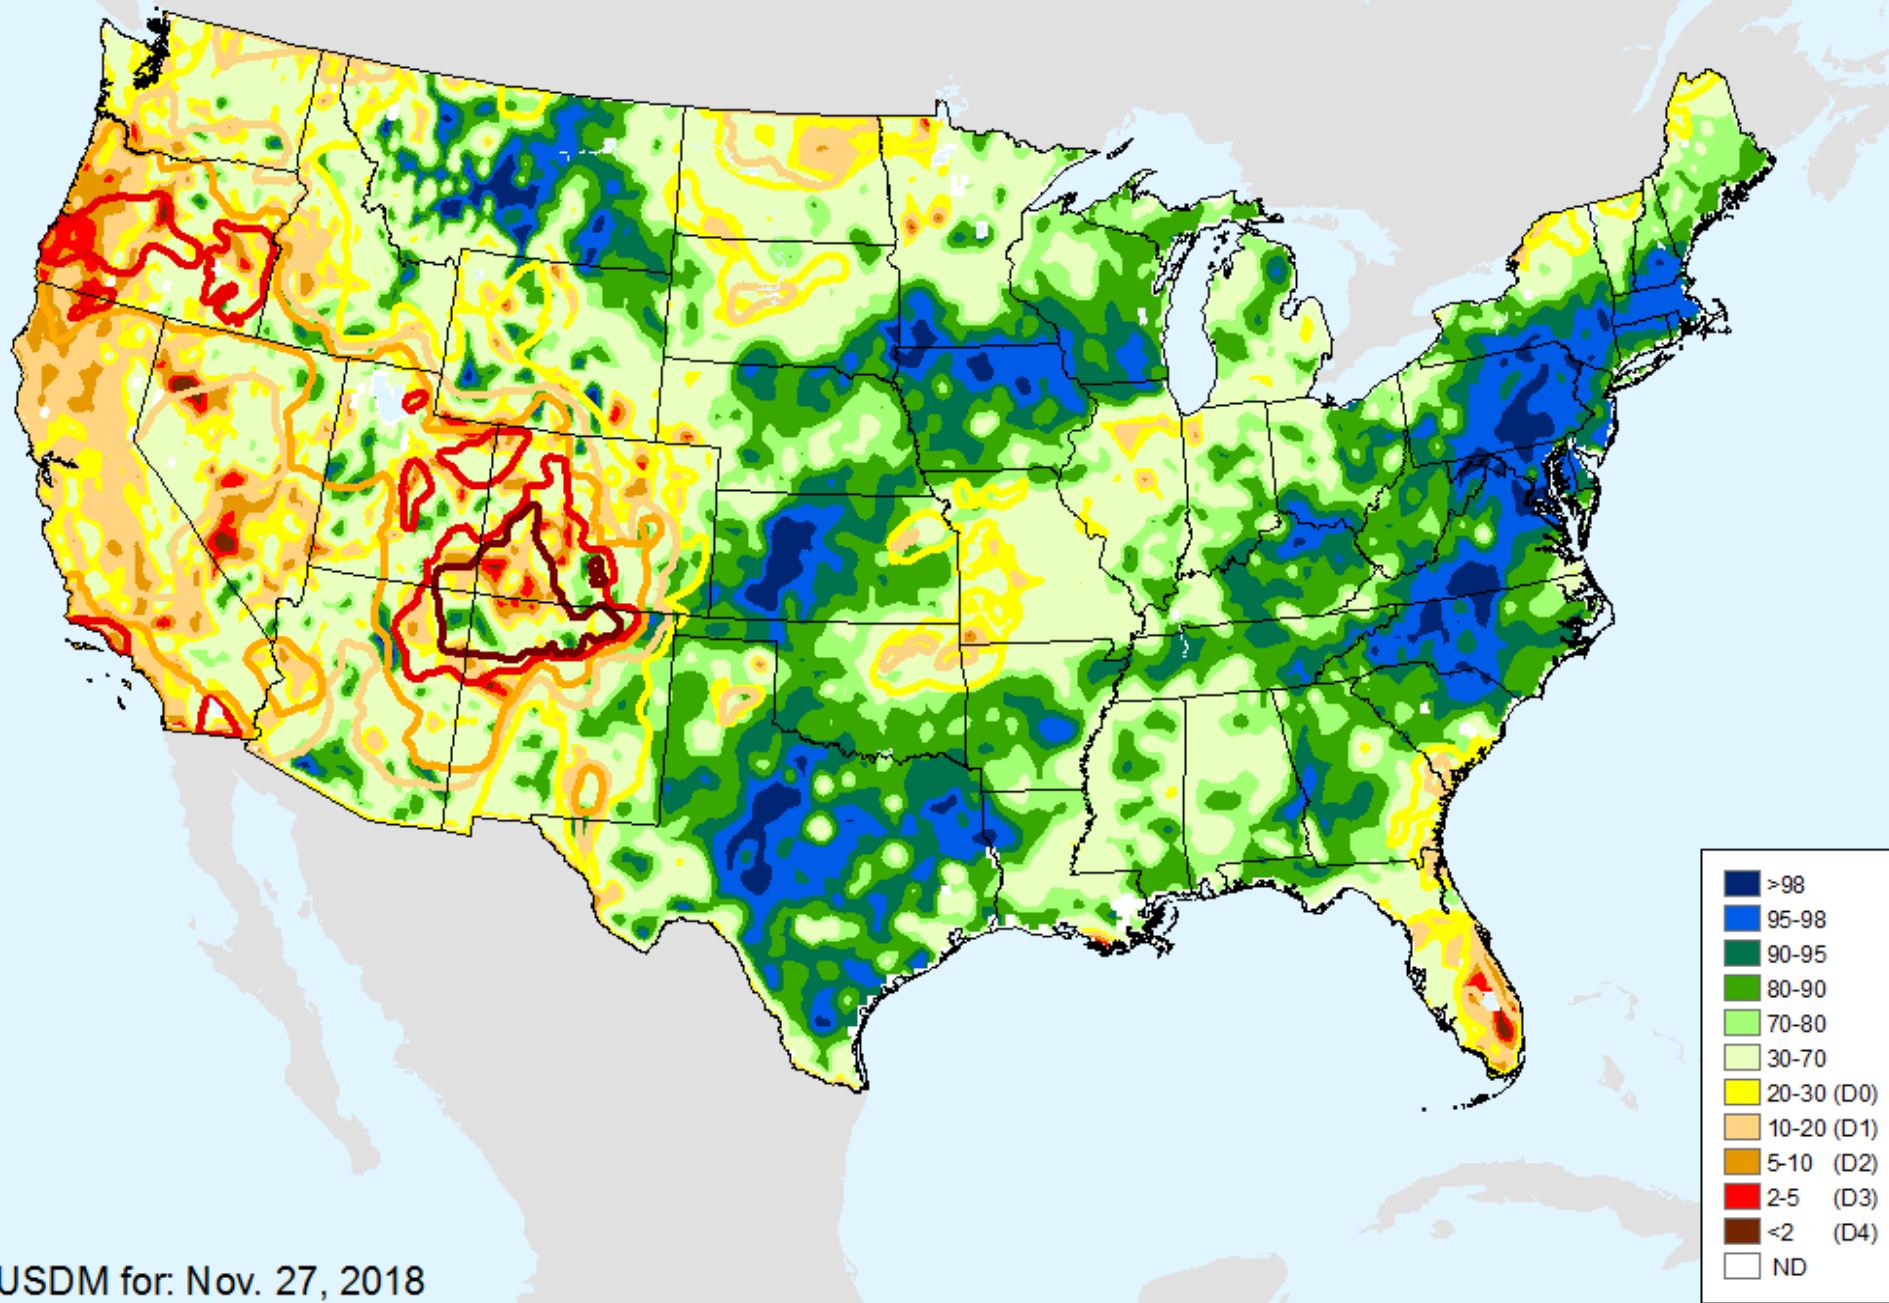 >98
95-98
90-95
80-90
70-80
30-70
20-30 (D0)
10-20 (D1)
5-10 (D2)
2-5 (D3)
<2 (D4)
ND
USDM for: Nov. 27, 2018